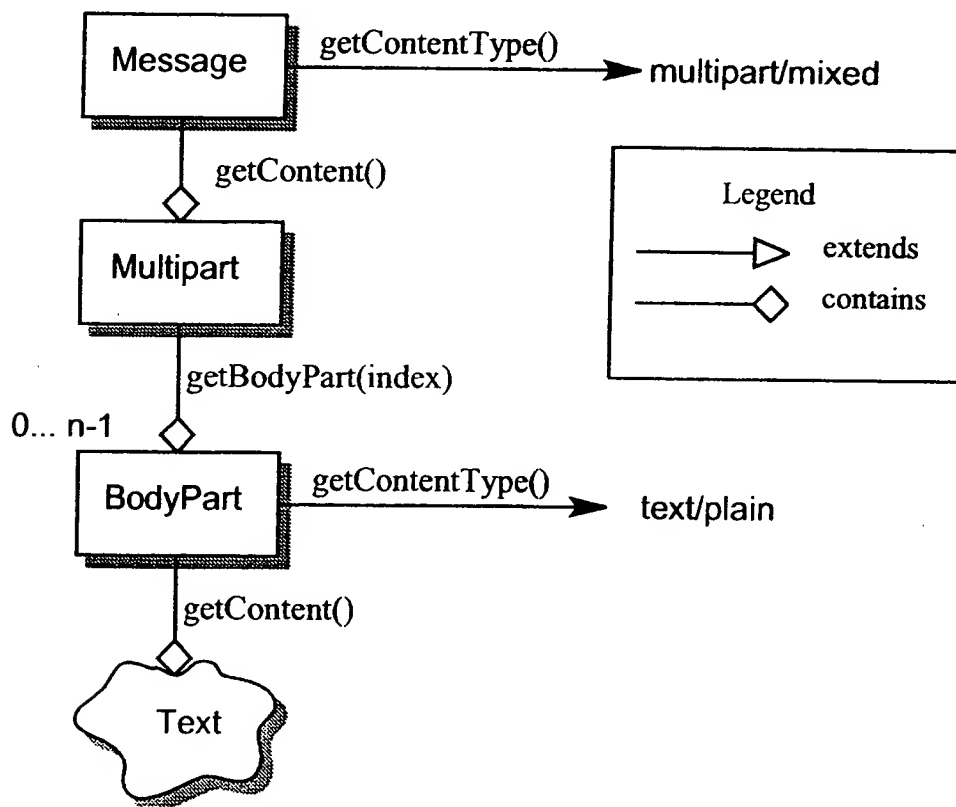 Message
getContentType()
multipart/mixed
getContent()
Legend
Multipart
extends
contains
getBodyPart(index)
0... n-1
BodyPart
getContentType()
text/plain
getContent()
Text